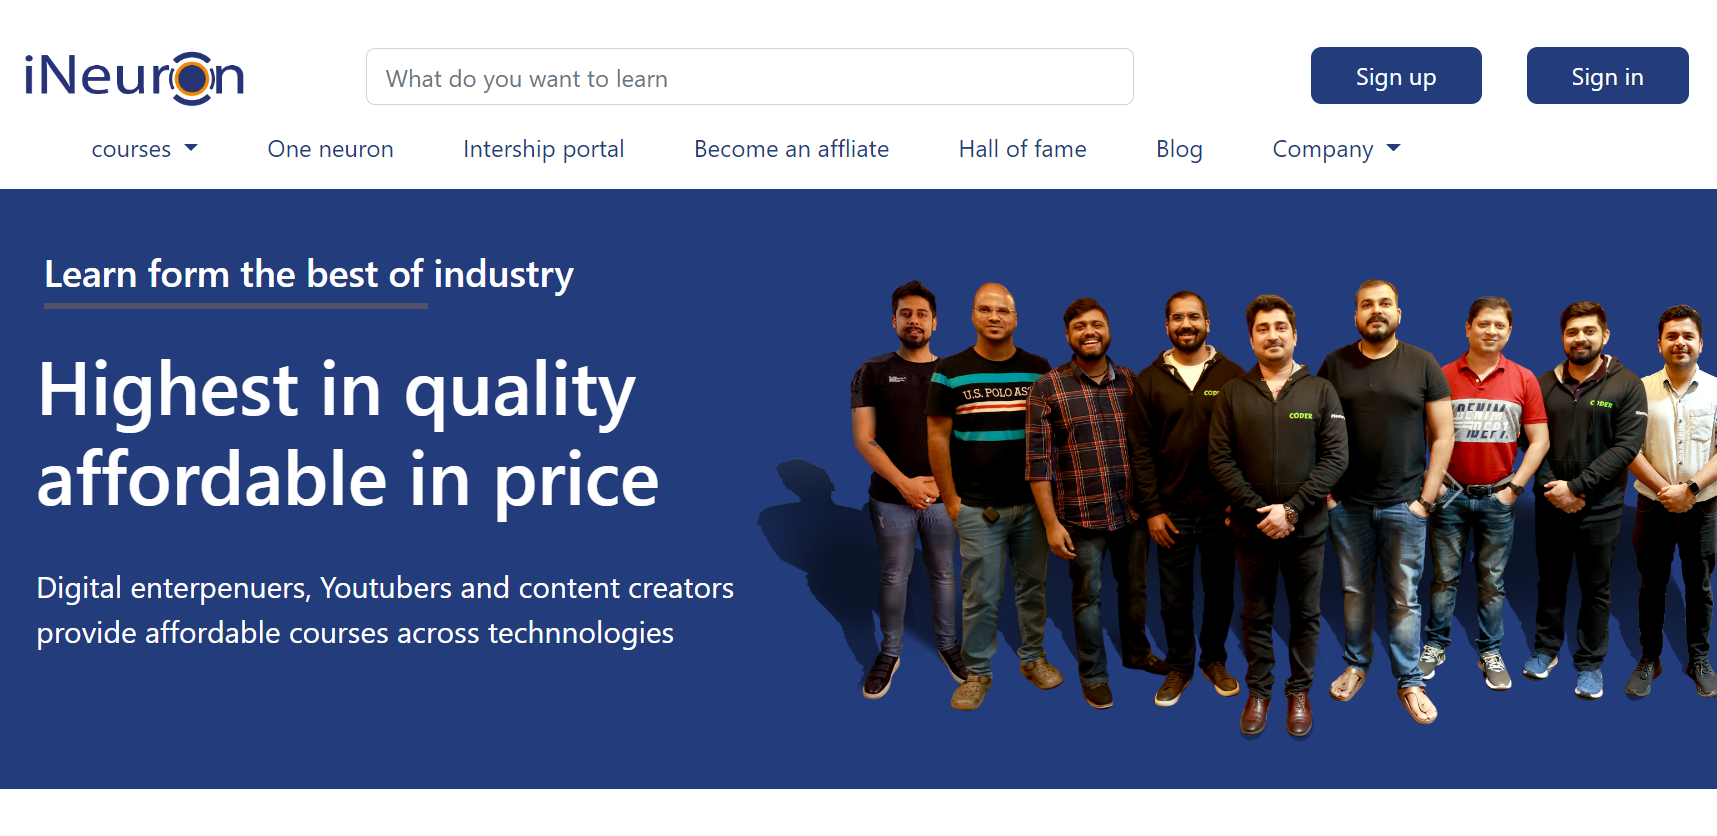 iNeuron
What do you want to learn
Sign up
Sign in
courses
One neuron
Intership portal
Become an affliate
Hall of fame
Blog
Company
Learn form the best of industry
Highest in quality
affordable in price
Digital enterpenuers, Youtubers and content creators
provide affordable courses across technnologies
U.S. POLO AS
CODER
DENIM
DEPT.
CODER